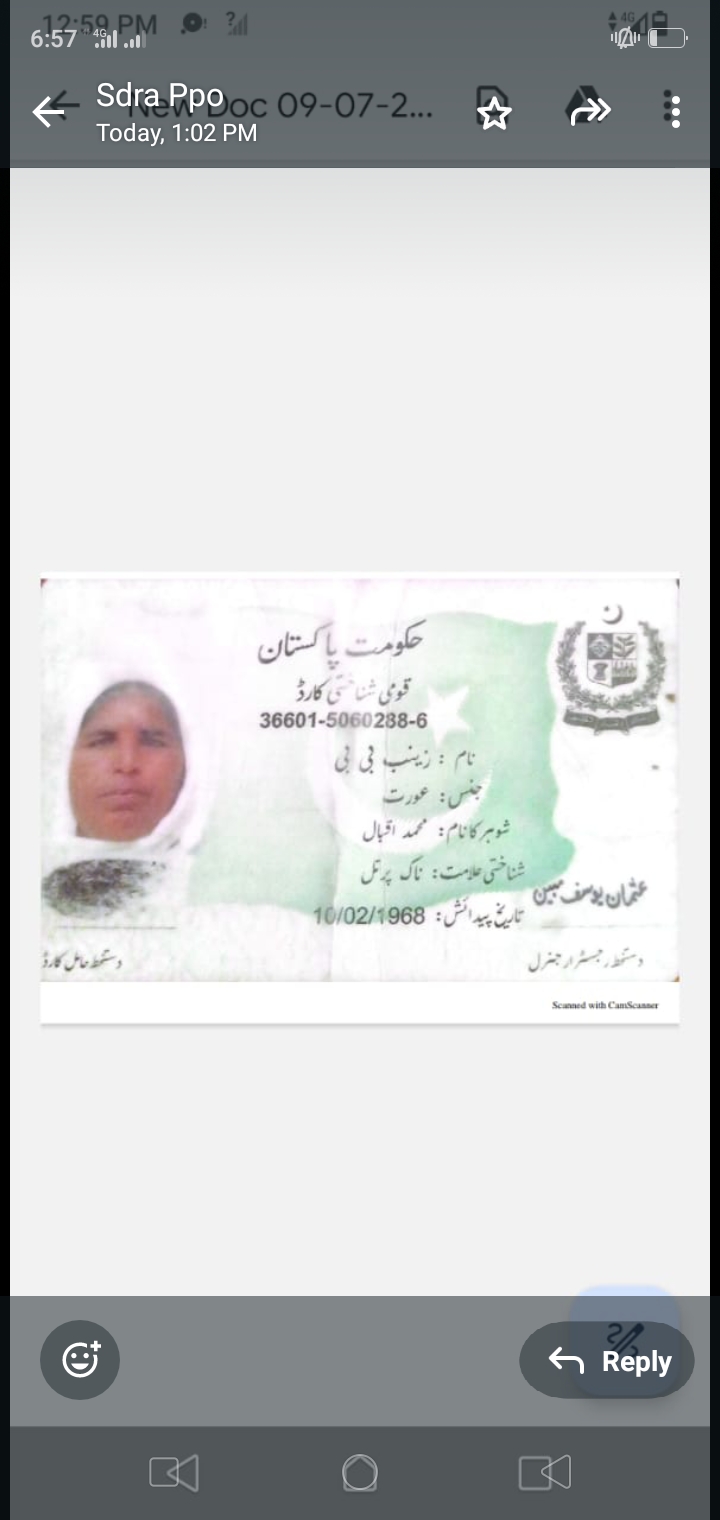 12:59 PM
6:57 4G
Sdra Ppo
New Doc 09-07-2...
Today, 1:02 PM
حکومت پاکستان
قومی شناختی کارڈ
36601-5060288-6
نام : زینب بی بی
جنس: عورت
شوہر کا نام: محمد اقبال
شناختی علامت: ناک پر تل
تاریخ پیدائش: 10/02/1968
عثمان یوسف مبین
دستخط رجسٹرار جنرل
دستخط حامل کارڈ
Scanned with CamScanner
Reply